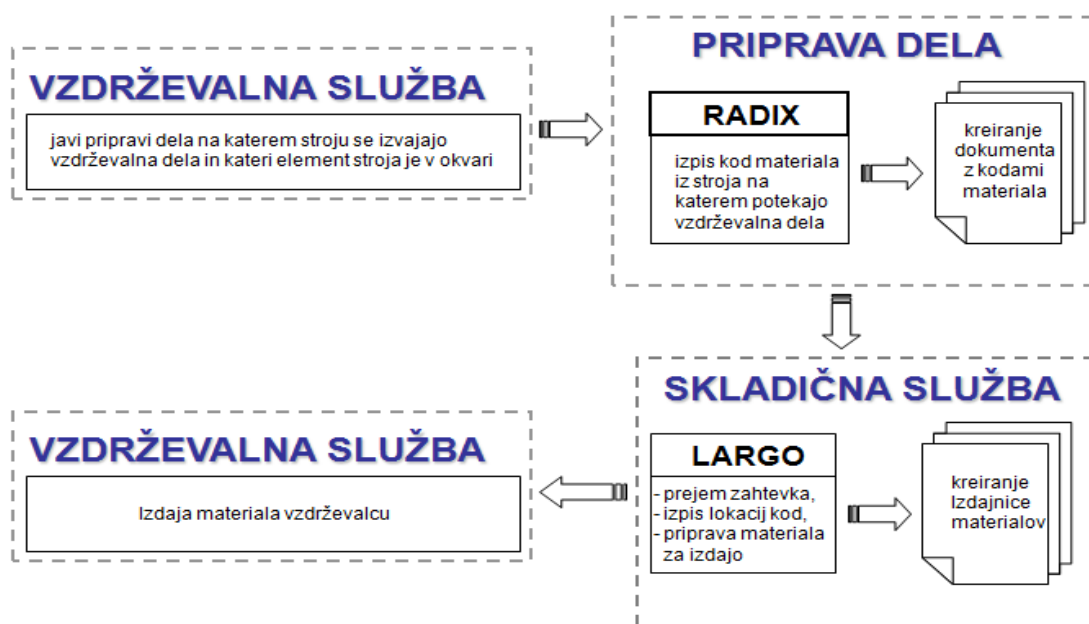 VZDRŽEVALNA SLUŽBA
javi pripravi dela na katerem stroju se izvajajo
vzdrževalna dela in kateri element stroja je v okvari
PRIPRAVA DELA
RADIX
izpis kod materiala
iz stroja na
katerem potekajo
vzdrževalna dela
kreiranje
dokumenta
z kodami
materiala
SKLADIČNA SLUŽBA
LARGO
- prejem zahtevka,
- izpis lokacij kod,
- priprava materiala
za izdajo
kreiranje
Izdajnice
materialov
VZDRŽEVALNA SLUŽBA
Izdaja materiala vzdrževalcu